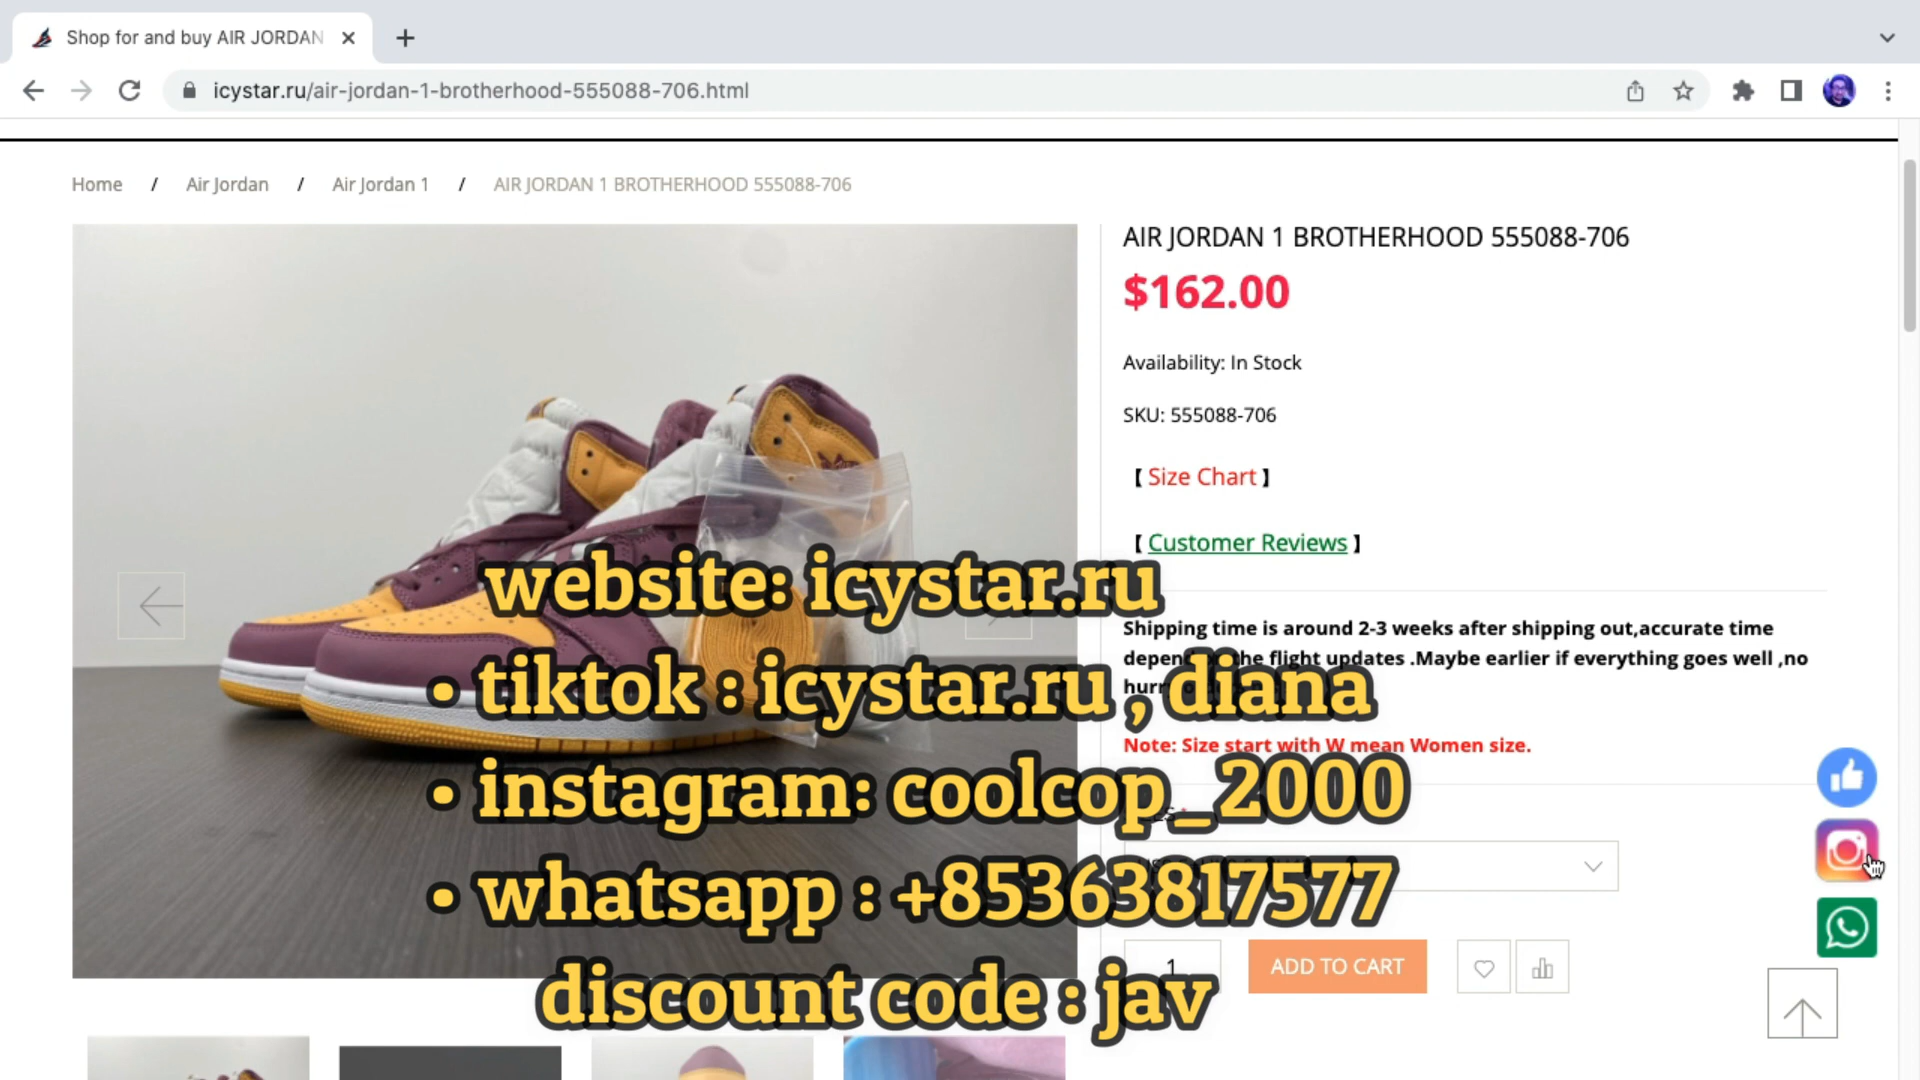 Shop for and buy AIR JORDAN
icystar.ru/air-jordan-1-brotherhood-555088-706.html
Home / Air Jordan / Air Jordan 1 / AIR JORDAN 1 BROTHERHOOD 555088-706
AIR JORDAN 1 BROTHERHOOD 555088-706
$162.00
Availability: In Stock
SKU: 555088-706
【 Size Chart 】
【 Customer Reviews 】
Shipping time is around 2-3 weeks after shipping out,accurate time
the flight updates .Maybe earlier if everything goes well ,no
Note: Size start with W mean Women size.
website: icystar.ru
• tiktok : icystar.ru , diana
• instagram: coolcop_2000
• whatsapp : +85363817577
discount code : jav
1
ADD TO CART